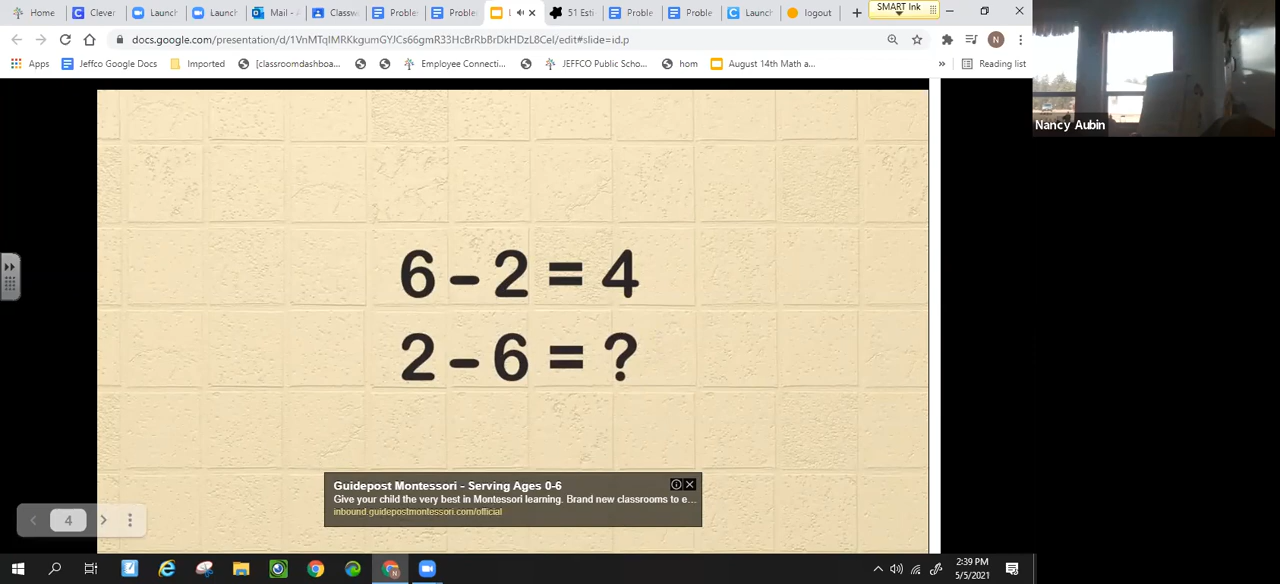 Home
Clever
Launch
Launch
Mail -
Classw
Proble
Proble
51 Esti
Proble
Proble
Launch
logout
SMART Ink
docs.google.com/presentation/d/1VnMTqIMRKkgumGYJCs66gmR33HcBrRbBrDkHDzL8CeI/edit#slide=id.p
N
Apps
Jeffco Google Docs
Imported
[classroomdashboa...
Employee Connecti...
JEFFCO Public Scho...
hom
August 14th Math a...
»
Reading list
Nancy Aubin
6 – 2 = 4
2 – 6 = ?
Guidepost Montessori - Serving Ages 0-6
Give your child the very best in Montessori learning. Brand new classrooms to e...
inbound.guidepostmontessori.com/official
4
2:39 PM
5/5/2021